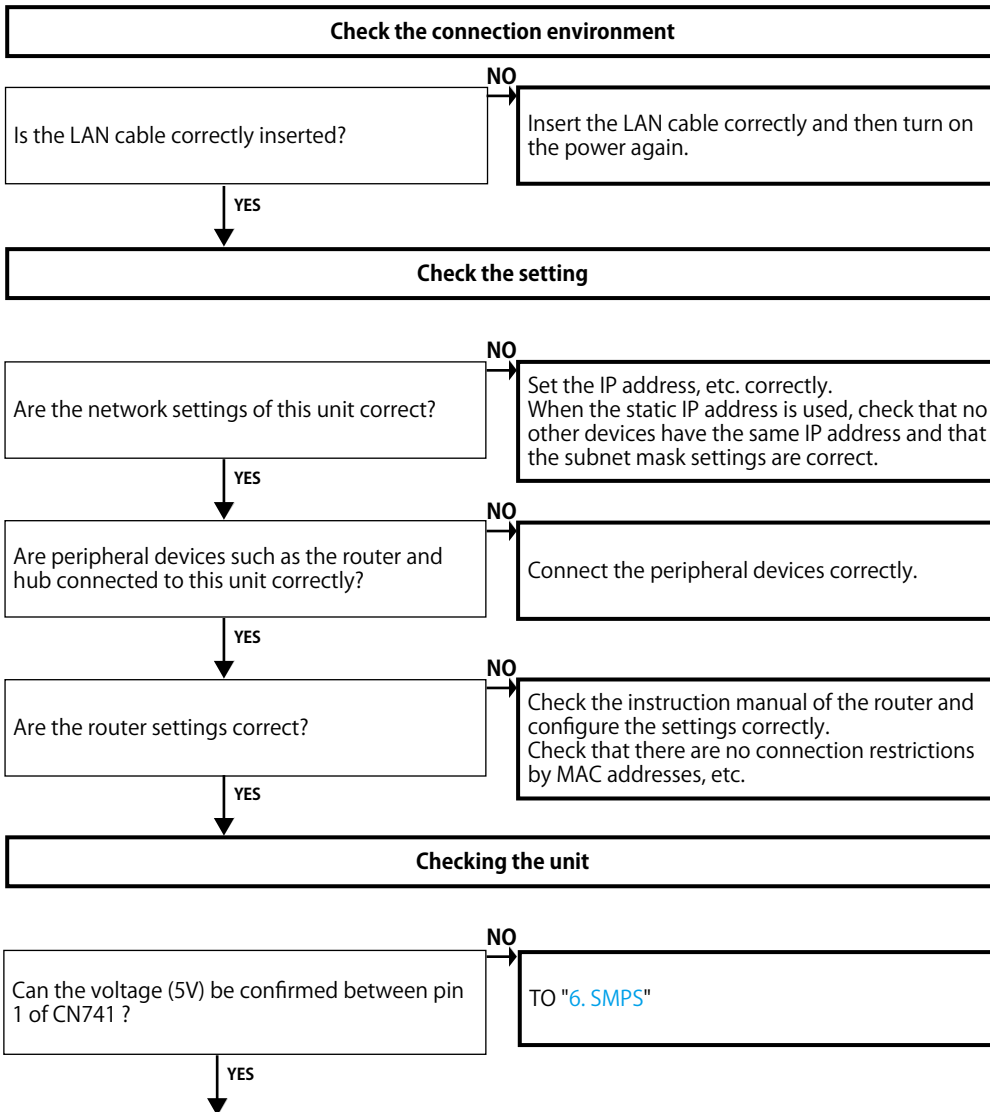 Check the connection environment
NO
Is the LAN cable correctly inserted?
Insert the LAN cable correctly and then turn on
the power again.
YES
Check the setting
NO
Are the network settings of this unit correct?
Set the IP address, etc. correctly.
When the static IP address is used, check that no
other devices have the same IP address and that
the subnet mask settings are correct.
YES
NO
Are peripheral devices such as the router and
hub connected to this unit correctly?
Connect the peripheral devices correctly.
YES
NO
Are the router settings correct?
Check the instruction manual of the router and
configure the settings correctly.
Check that there are no connection restrictions
by MAC addresses, etc.
YES
Checking the unit
NO
Can the voltage (5V) be confirmed between pin
1 of CN741 ?
TO "6. SMPS"
YES